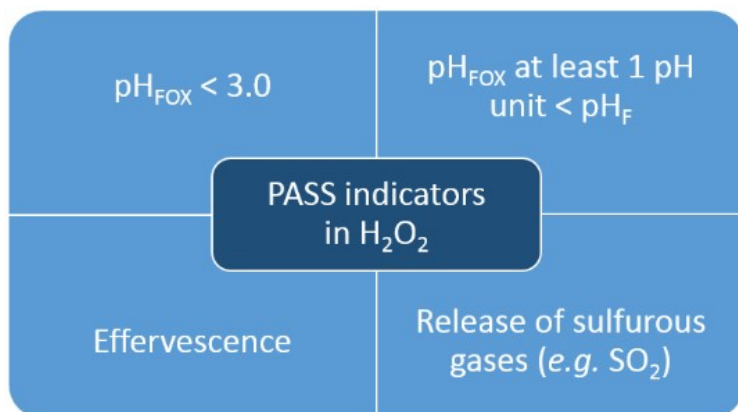 pH_FOX < 3.0
pH_FOX at least 1 pH
unit < pH_F
PASS indicators
in H₂O₂
Effervescence
Release of sulfurous
gases (e.g. SO₂)